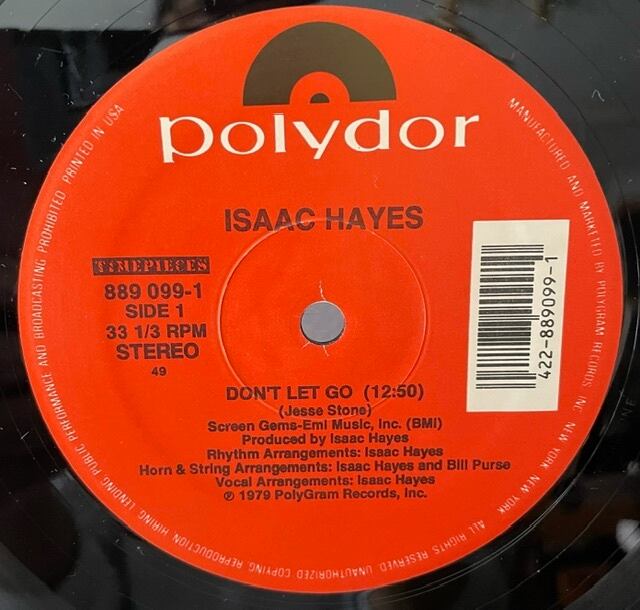 polydor
ISAAC HAYES
TIMEPIECES
889 099-1
SIDE 1
33 1/3 RPM
STEREO
49
422-889099-1
DON'T LET GO (12:50)
(Jesse Stone)
Screen Gems-Emi Music, Inc. (BMI)
Produced by Isaac Hayes
Rhythm Arrangements: Isaac Hayes
Horn & String Arrangements: Isaac Hayes and Bill Purse
Vocal Arrangements: Isaac Hayes
℗ 1979 PolyGram Records, Inc.
MANUFACTURED AND MARKETED BY POLYGRAM RECORDS INC NEW YORK, NEW YORK
ALL RIGHTS RESERVED UNAUTHORIZED COPYING REPRODUCTION HIRING LENDING PUBLIC PERFORMANCE AND BROADCASTING PROHIBITED PRINTED IN USA